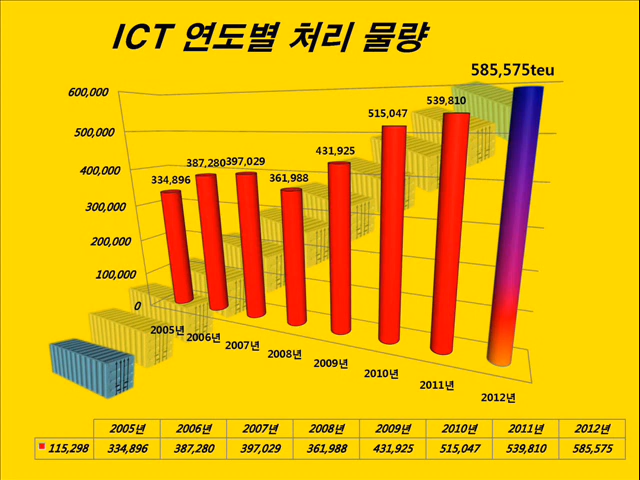 ICT 연도별 처리 물량
585,575teu
600,000
500,000
400,000
300,000
200,000
100,000
0
334,896
387,280
397,029
361,988
431,925
515,047
539,810
2005년
2006년
2007년
2008년
2009년
2010년
2011년
2012년
2005년 2006년 2007년 2008년 2009년 2010년 2011년 2012년
115,298 334,896 387,280 397,029 361,988 431,925 515,047 539,810 585,575